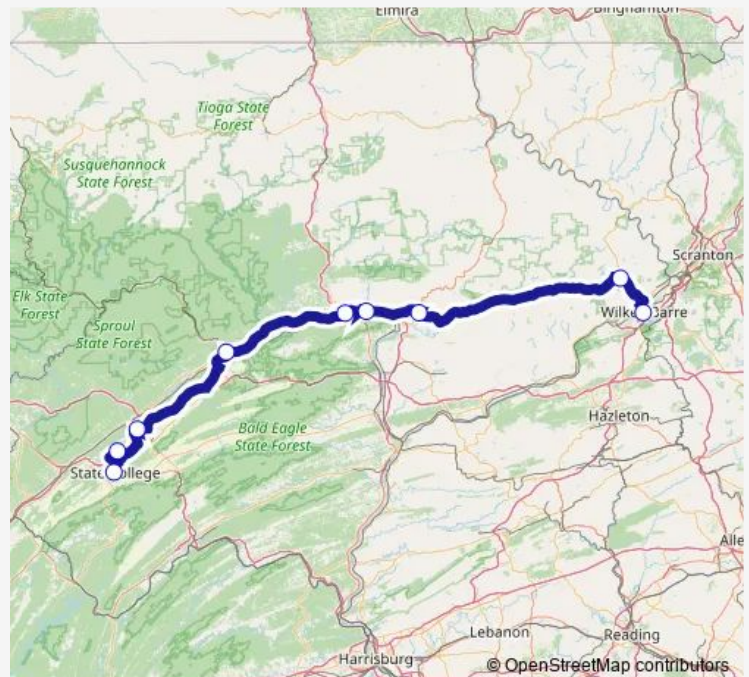 Elmira
Binghamton
Tioga State
Forest
Susquehannock
State Forest
Scranton
Elk State
Forest
Sproul
State Forest
Wilkes-Barre
Hazleton
Bald Eagle
State Forest
State College
Lebanon
Reading
Harrisburg
© OpenStreetMap contributors